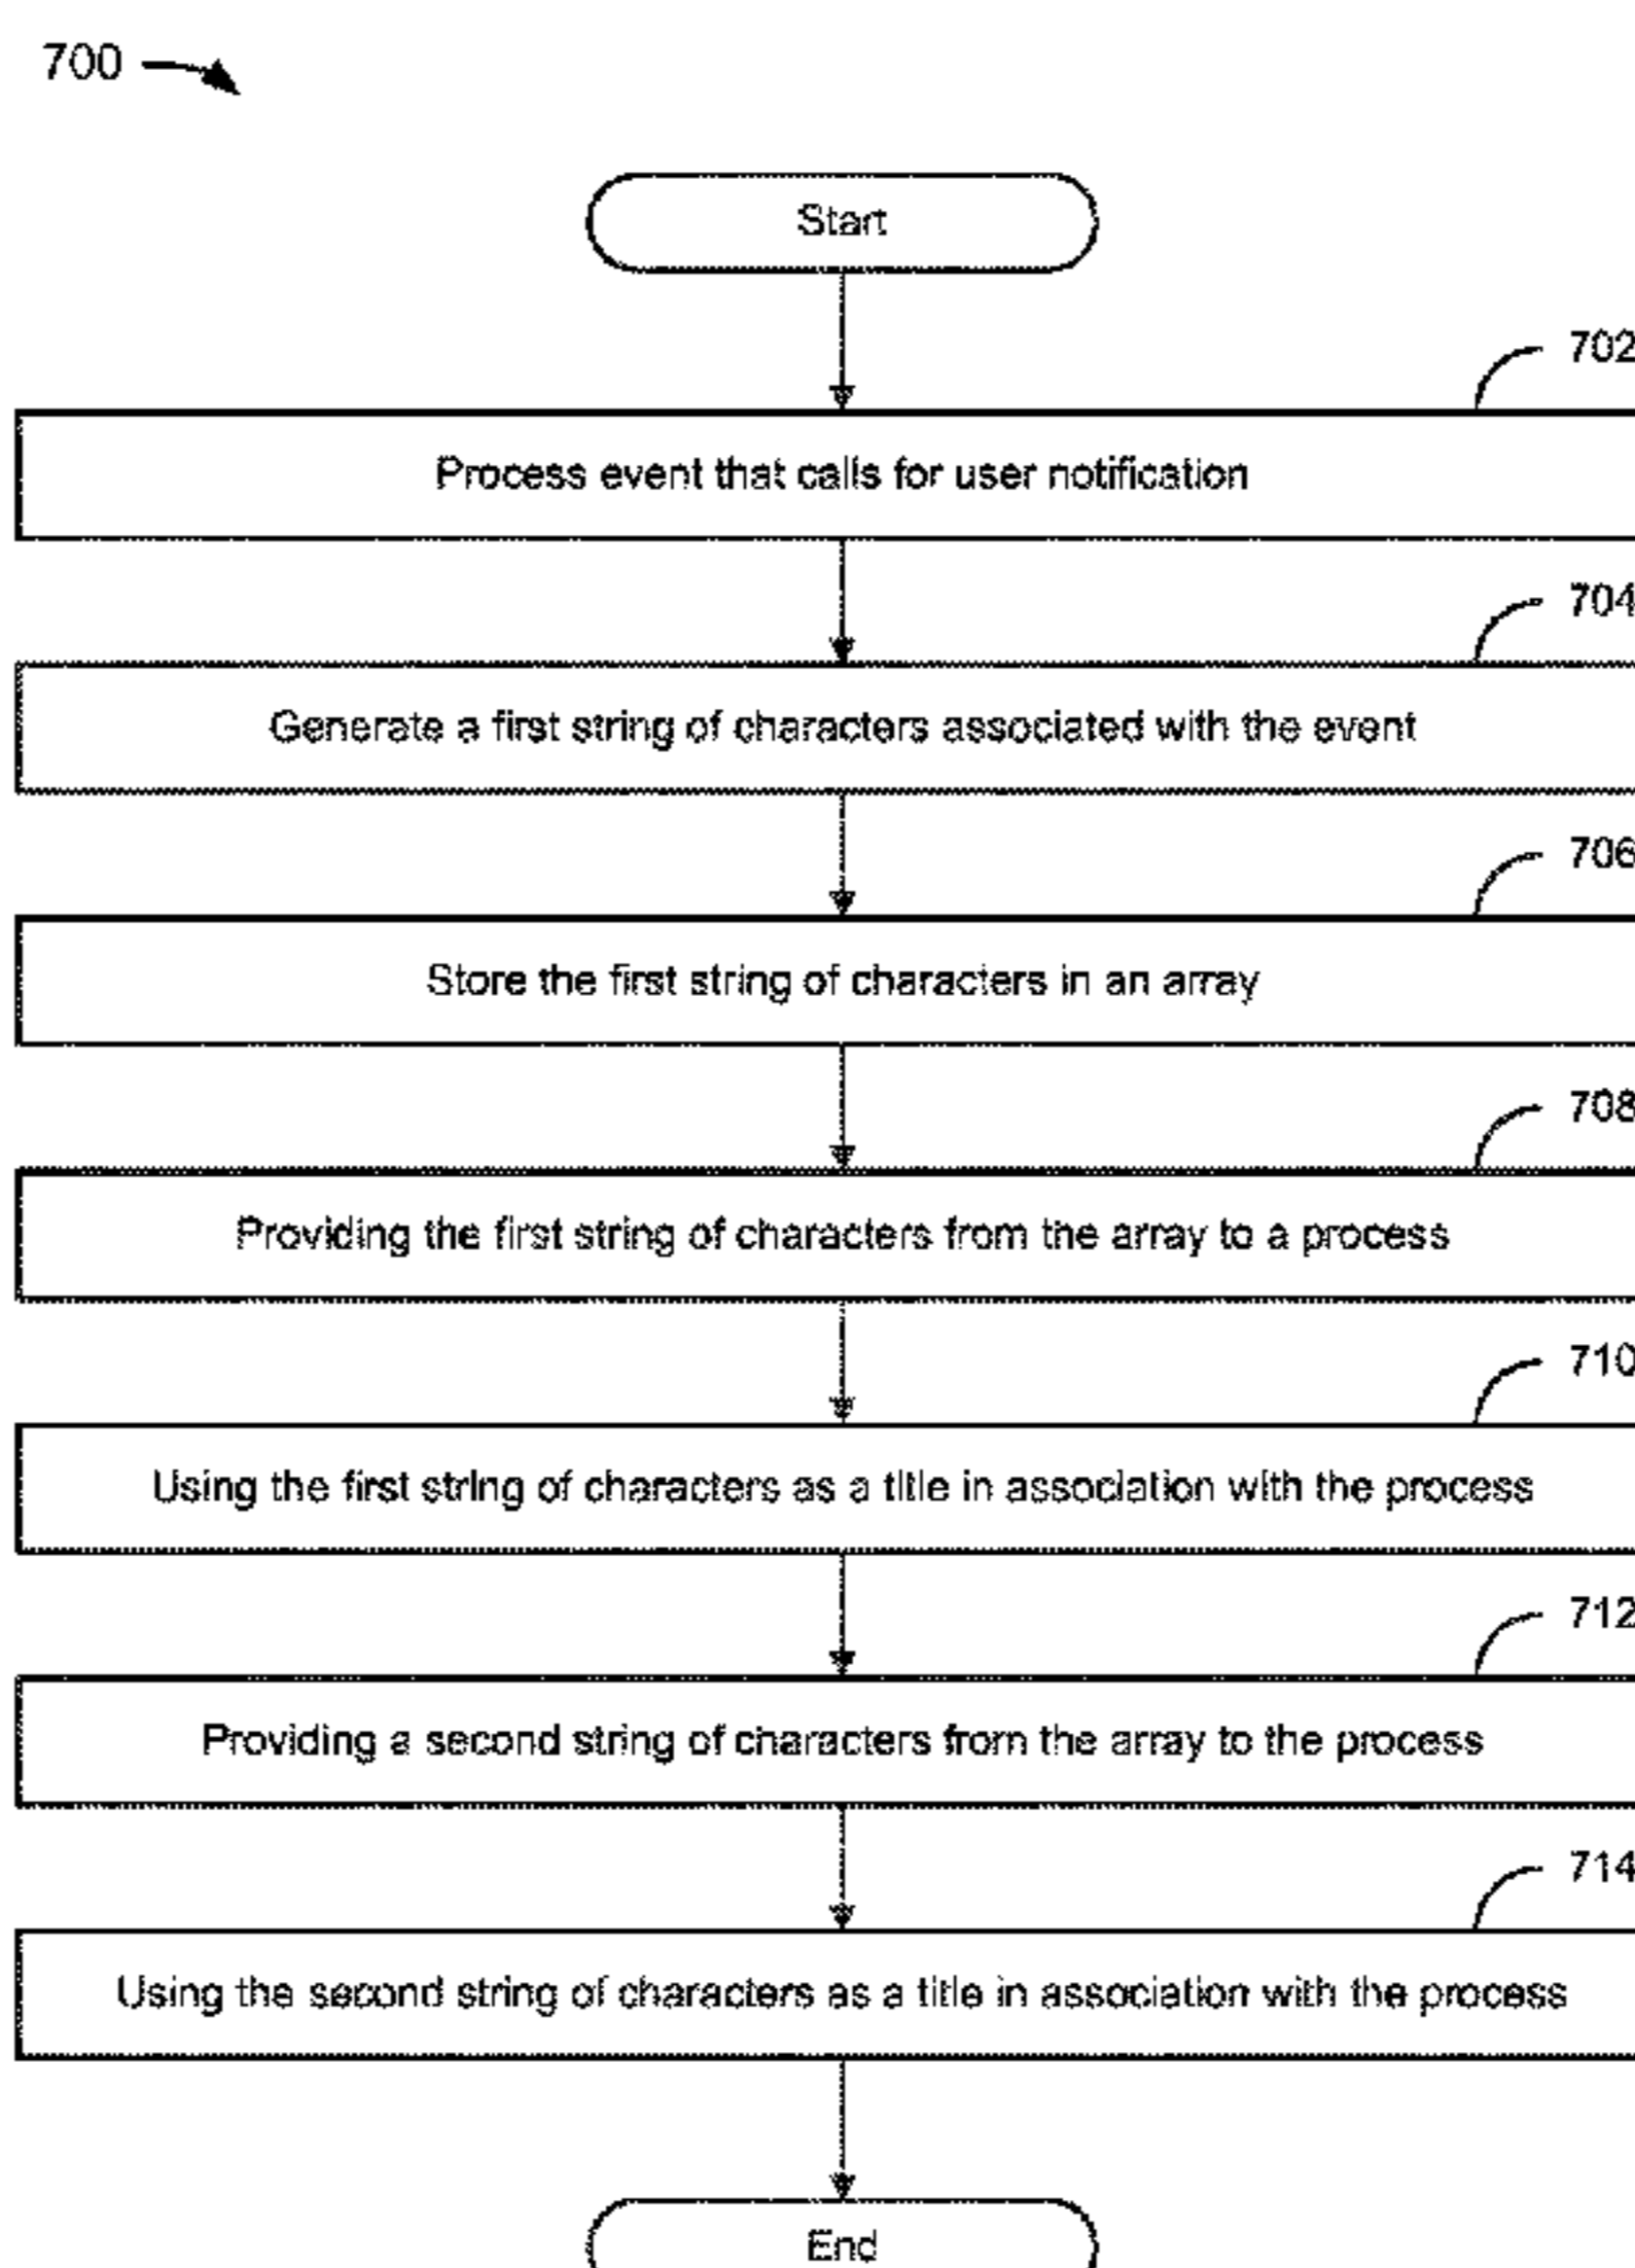 700
Start
702
Process event that calls for user notification
704
Generate a first string of characters associated with the event
706
Store the first string of characters in an array
708
Providing the first string of characters from the array to a process
710
Using the first string of characters as a title in association with the process
712
Providing a second string of characters from the array to the process
714
Using the second string of characters as a title in association with the process
End